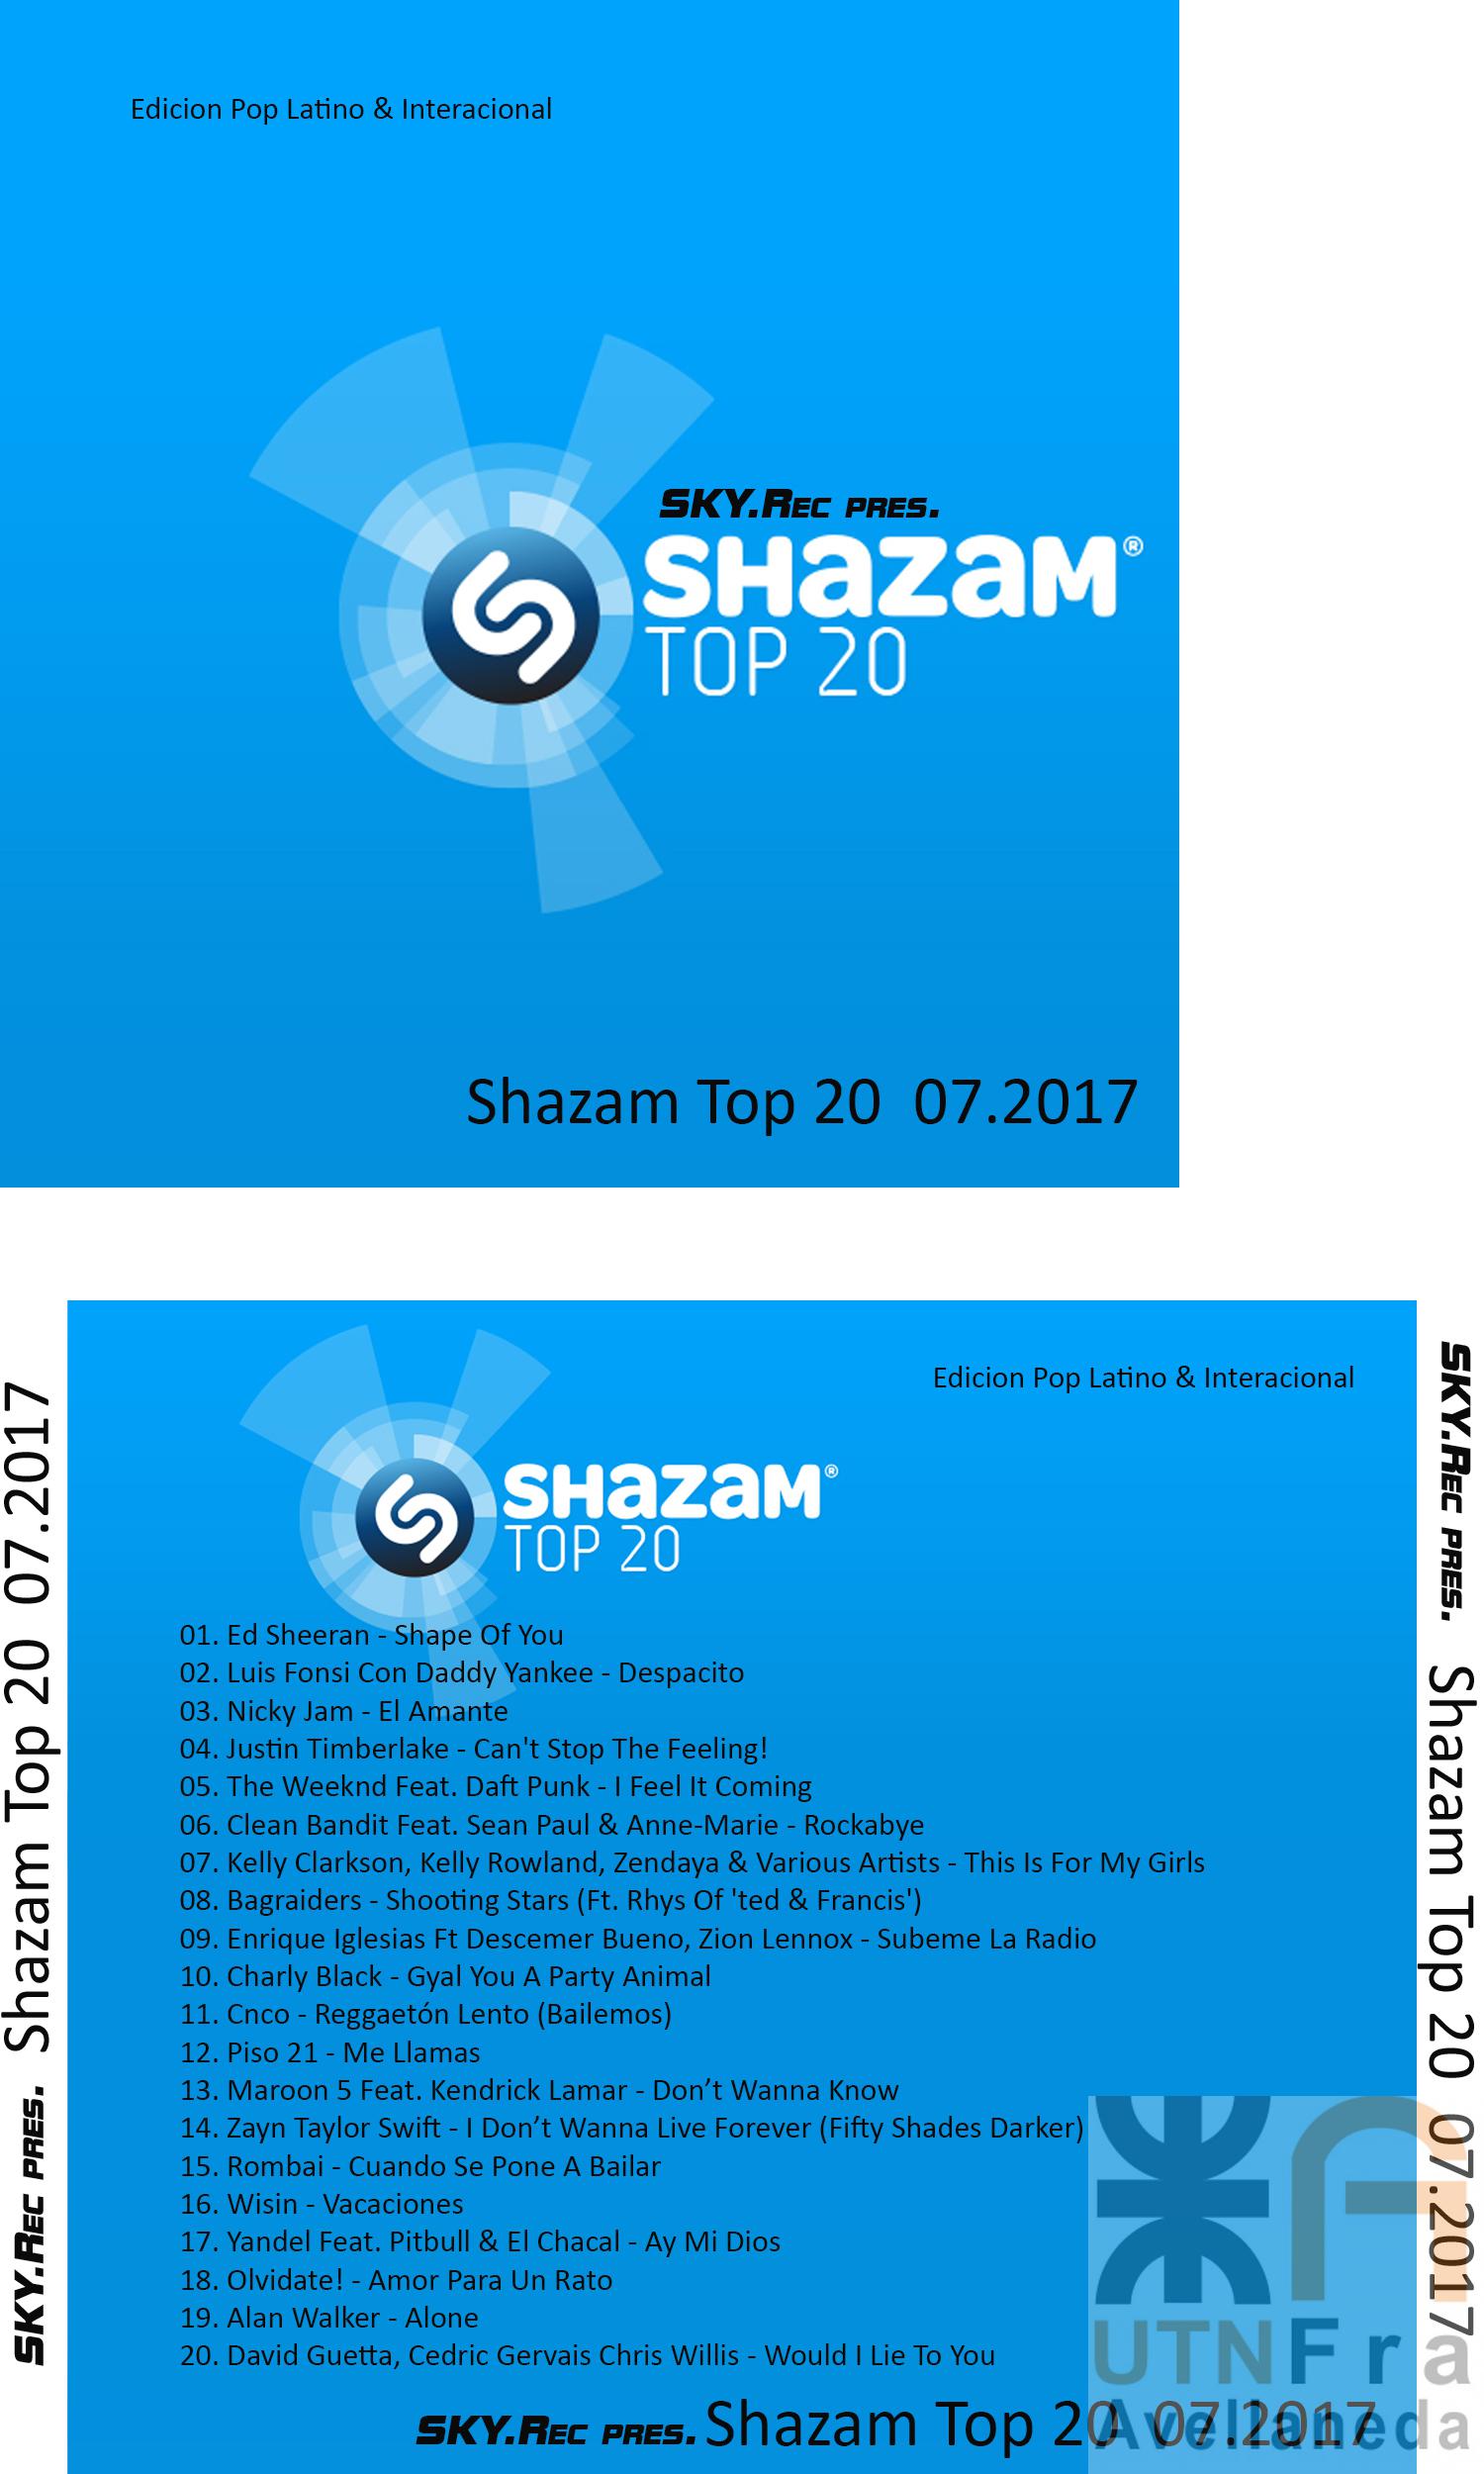 Edicion Pop Latino & Interacional
SKY.Rec pres.
SHazaM®
TOP 20
Shazam Top 20 07.2017
SKY.Rec pres. Shazam Top 20 07.2017
Edicion Pop Latino & Interacional
SHazaM®
TOP 20
01. Ed Sheeran - Shape Of You
02. Luis Fonsi Con Daddy Yankee - Despacito
03. Nicky Jam - El Amante
04. Justin Timberlake - Can't Stop The Feeling!
05. The Weeknd Feat. Daft Punk - I Feel It Coming
06. Clean Bandit Feat. Sean Paul & Anne-Marie - Rockabye
07. Kelly Clarkson, Kelly Rowland, Zendaya & Various Artists - This Is For My Girls
08. Bagraiders - Shooting Stars (Ft. Rhys Of 'ted & Francis')
09. Enrique Iglesias Ft Descemer Bueno, Zion Lennox - Subeme La Radio
10. Charly Black - Gyal You A Party Animal
11. Cnco - Reggaetón Lento (Bailemos)
12. Piso 21 - Me Llamas
13. Maroon 5 Feat. Kendrick Lamar - Don’t Wanna Know
14. Zayn Taylor Swift - I Don’t Wanna Live Forever (Fifty Shades Darker)
15. Rombai - Cuando Se Pone A Bailar
16. Wisin - Vacaciones
17. Yandel Feat. Pitbull & El Chacal - Ay Mi Dios
18. Olvidate! - Amor Para Un Rato
19. Alan Walker - Alone
20. David Guetta, Cedric Gervais Chris Willis - Would I Lie To You
SKY.Rec pres. Shazam Top 20 07.2017
SKY.Rec pres. Shazam Top 20 07.2017
UTNFra
Avellaneda